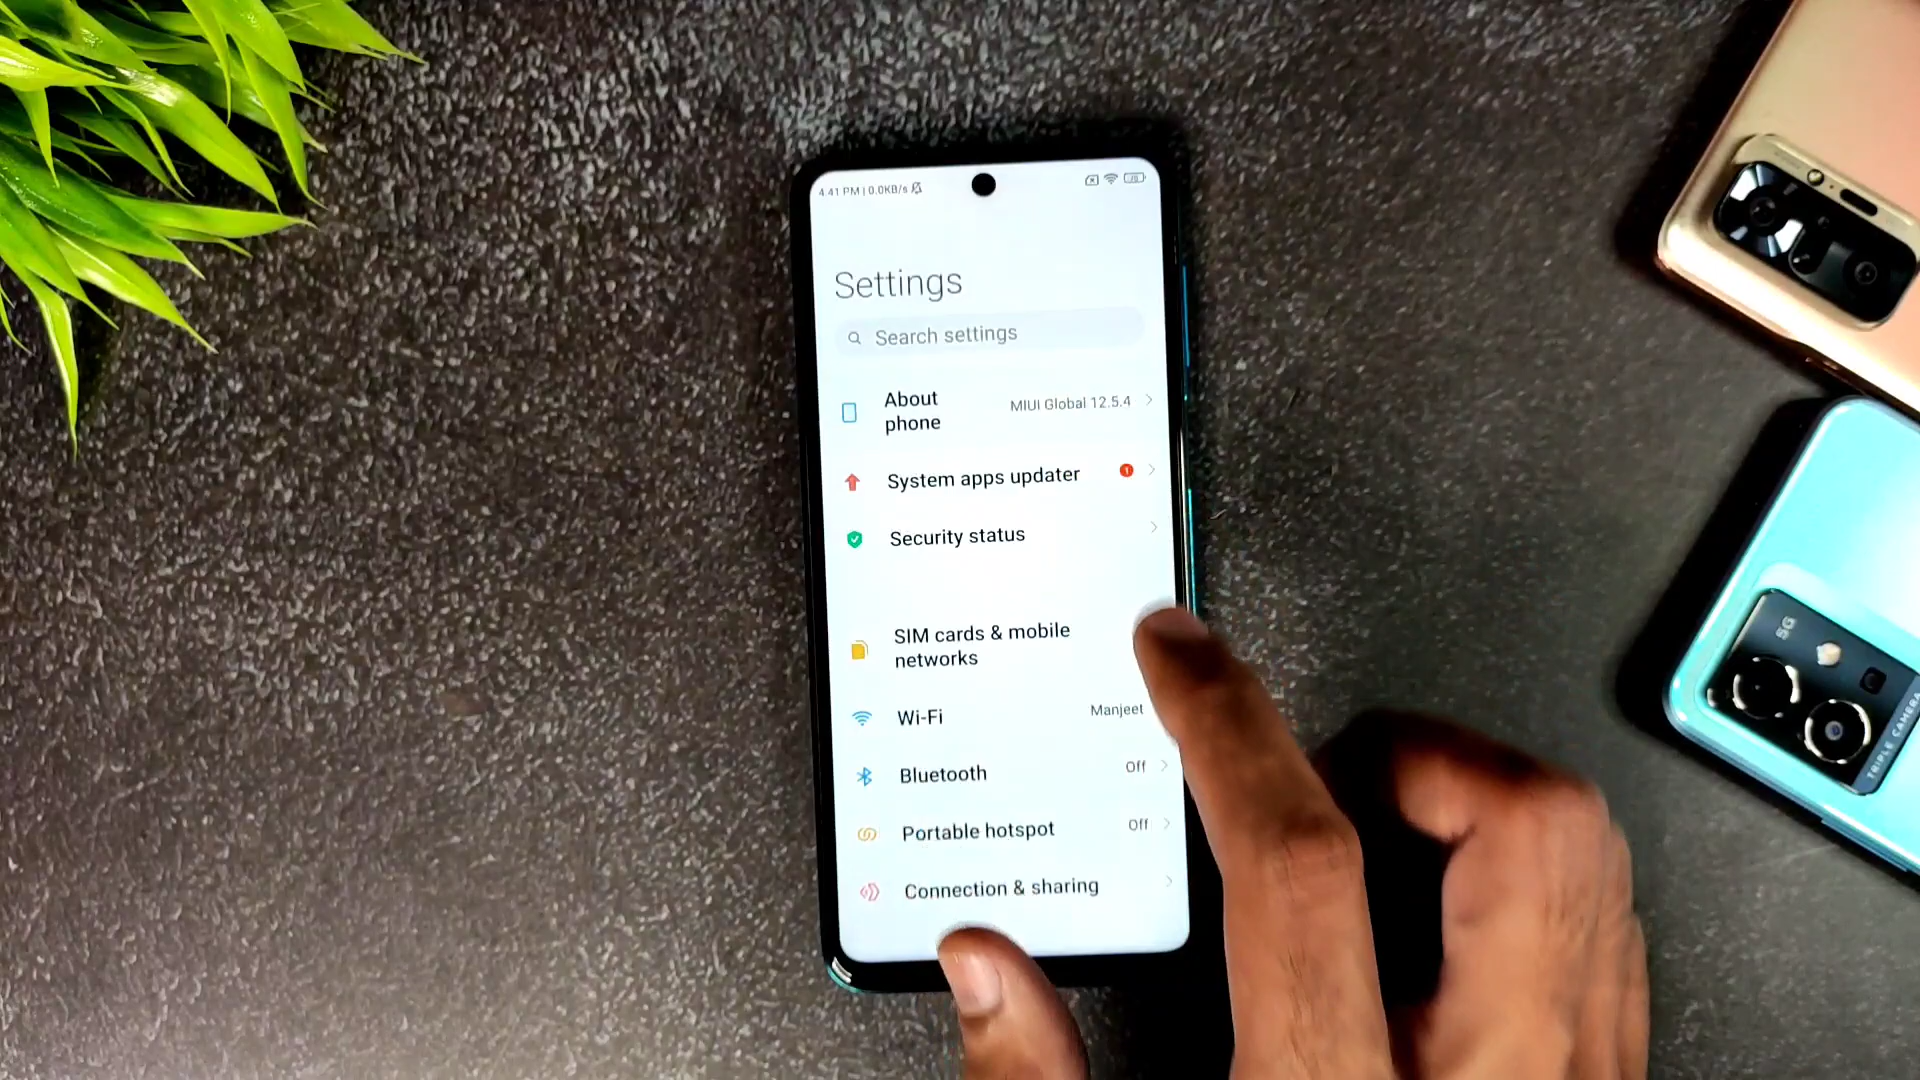 4.41 PM | 0.0KB/s
Settings
Search settings
About
phone
MIUI Global 12.5.4
System apps updater
1
Security status
SIM cards & mobile
networks
Wi-Fi
Manjeet
Bluetooth
Off
Portable hotspot
Off
Connection & sharing
5G
TRIPLE CAMERA